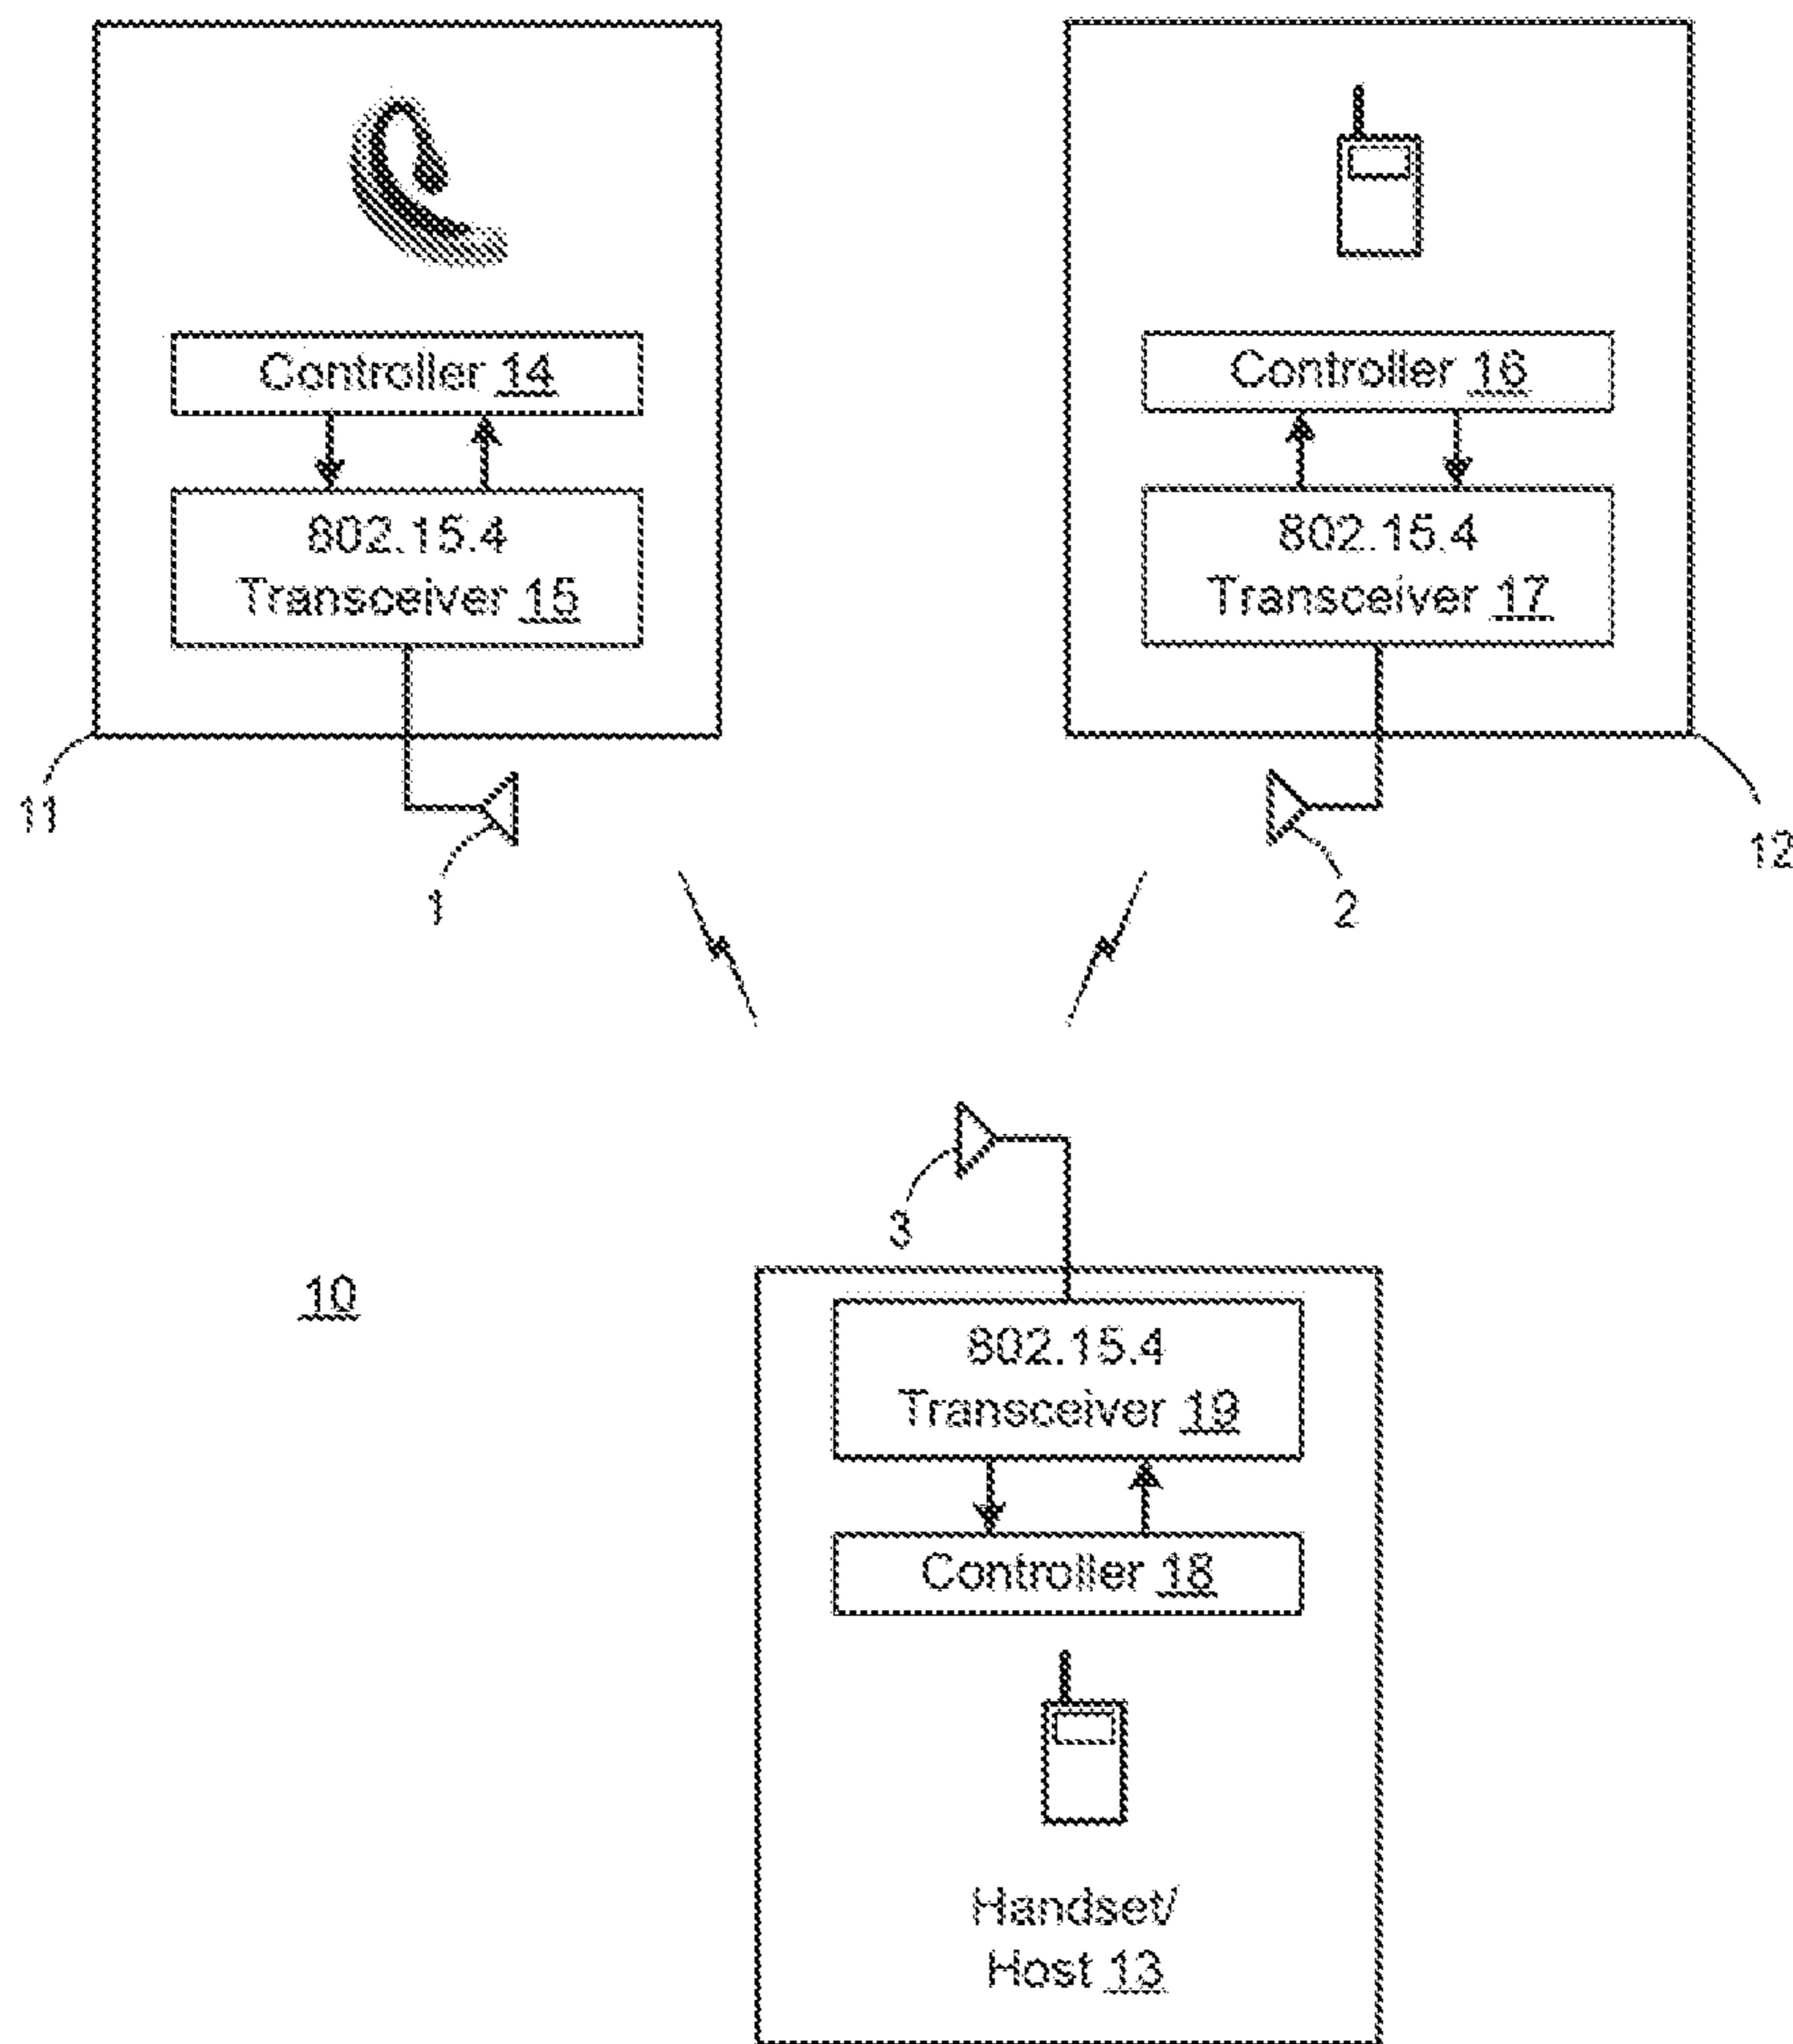 Controller 14
802.15.4
Transceiver 15
11
1
Controller 16
802.15.4
Transceiver 17
12
2
3
10
802.15.4
Transceiver 19
Controller 18
Handset/
Host 13